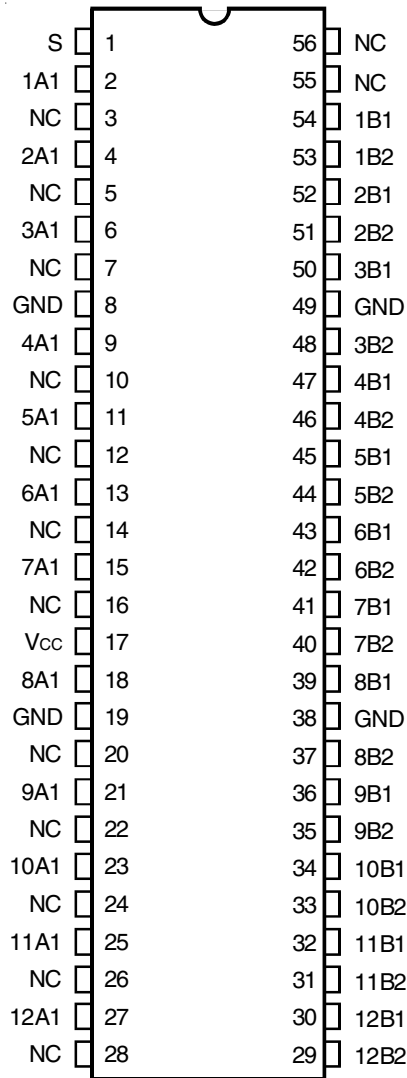 S 1 56 NC
1A1 2 55 NC
NC 3 54 1B1
2A1 4 53 1B2
NC 5 52 2B1
3A1 6 51 2B2
NC 7 50 3B1
GND 8 49 GND
4A1 9 48 3B2
NC 10 47 4B1
5A1 11 46 4B2
NC 12 45 5B1
6A1 13 44 5B2
NC 14 43 6B1
7A1 15 42 6B2
NC 16 41 7B1
VCC 17 40 7B2
8A1 18 39 8B1
GND 19 38 GND
NC 20 37 8B2
9A1 21 36 9B1
NC 22 35 9B2
10A1 23 34 10B1
NC 24 33 10B2
11A1 25 32 11B1
NC 26 31 11B2
12A1 27 30 12B1
NC 28 29 12B2